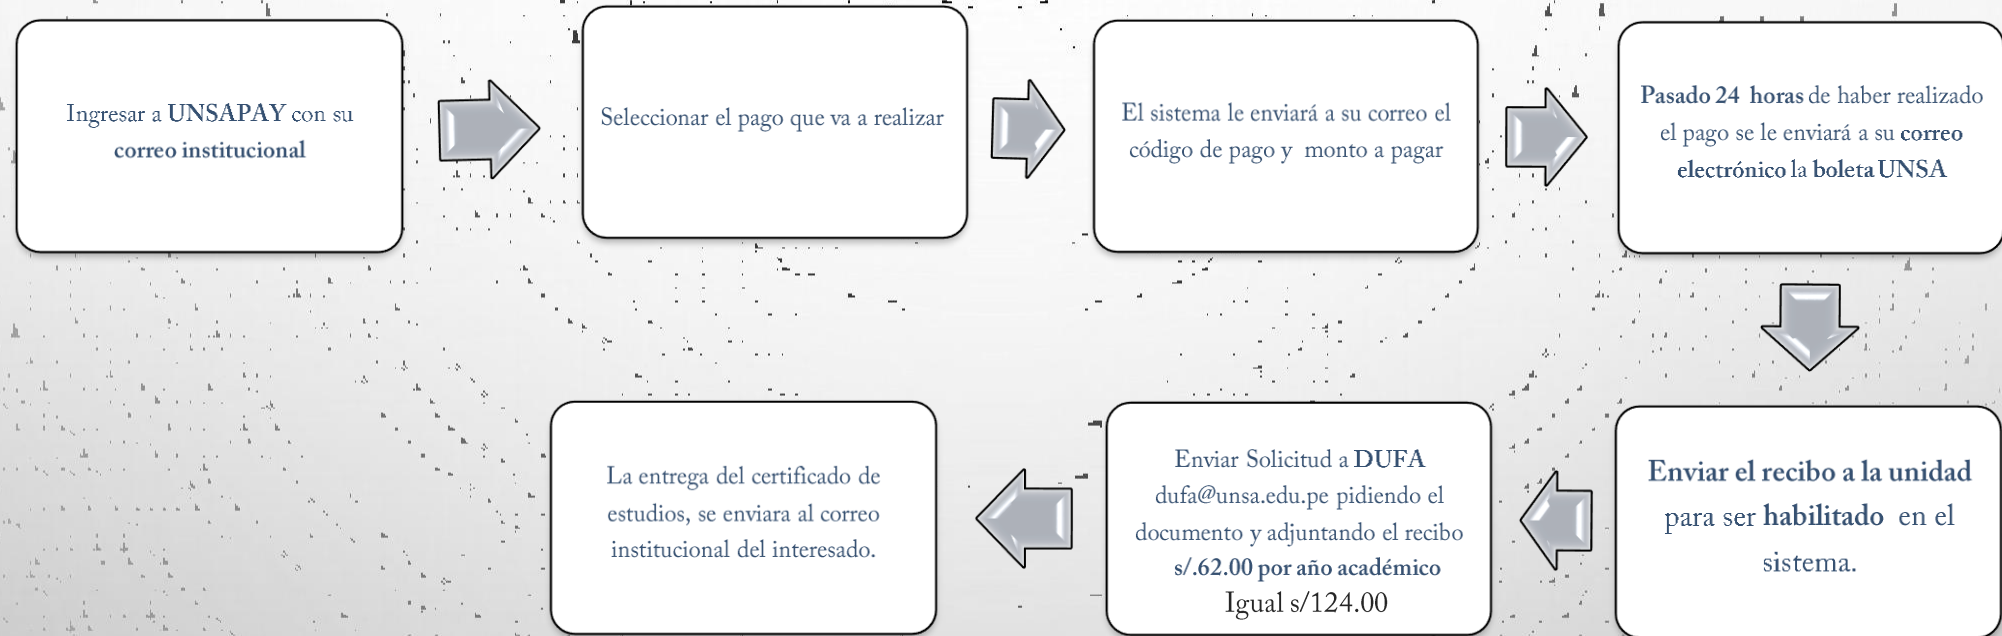 Ingresar a UNSAPAY con su
correo institucional
Seleccionar el pago que va a realizar
El sistema le enviará a su correo el
código de pago y monto a pagar
Pasado 24 horas de haber realizado
el pago se le enviará a su correo
electrónico la boleta UNSA
Enviar el recibo a la unidad
para ser habilitado en el
sistema.
Enviar Solicitud a DUFA
dufa@unsa.edu.pe pidiendo el
documento y adjuntando el recibo
s/.62.00 por año académico
Igual s/124.00
La entrega del certificado de
estudios, se enviara al correo
institucional del interesado.